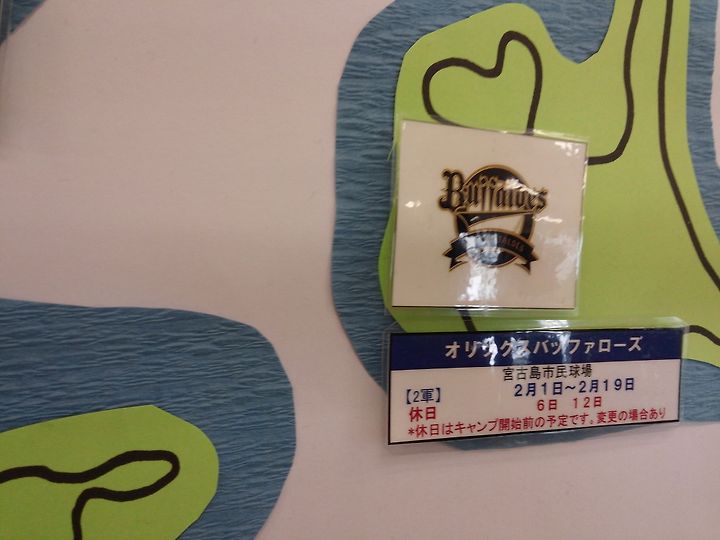 Buffaloes
オリックスバッファローズ
宮古島市民球場
【2軍】 2月1日～2月19日
休日 6日 12日
*休日はキャンプ開始前の予定です。変更の場合あり